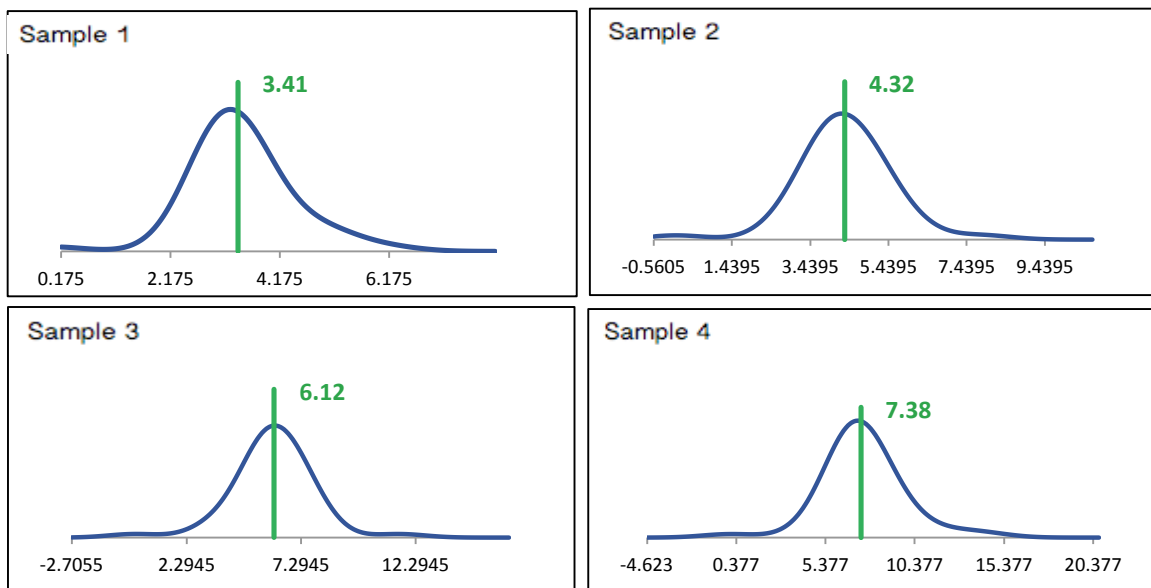 Sample 1
3.41
0.175 2.175 4.175 6.175
Sample 2
4.32
-0.5605 1.4395 3.4395 5.4395 7.4395 9.4395
Sample 3
6.12
-2.7055 2.2945 7.2945 12.2945
Sample 4
7.38
-4.623 0.377 5.377 10.377 15.377 20.377